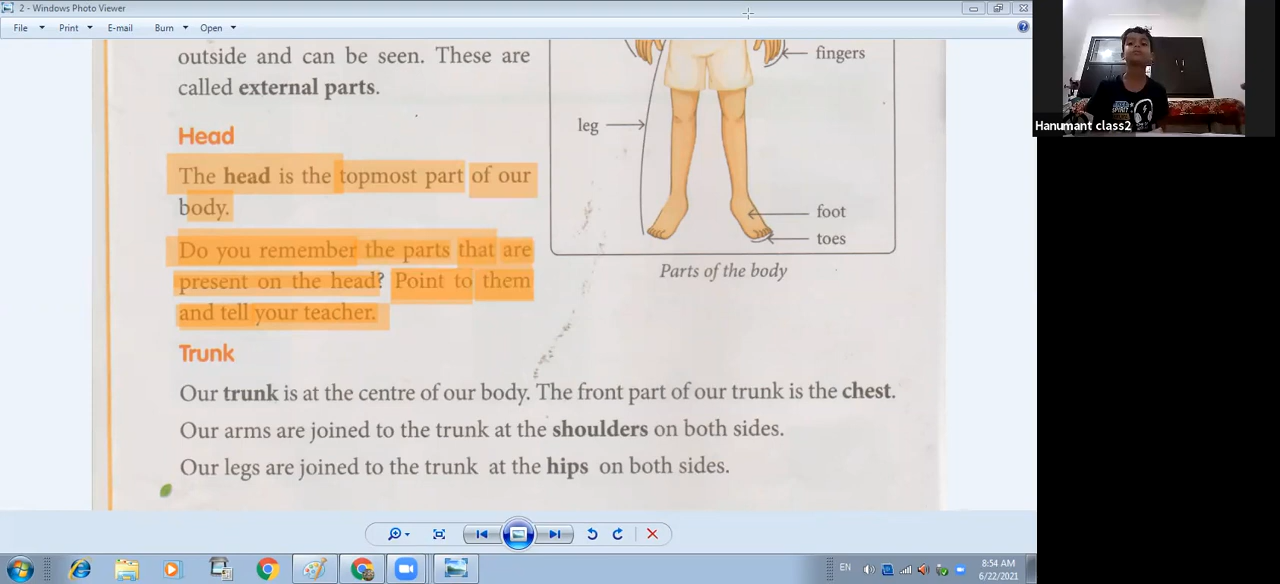 2 - Windows Photo Viewer
File Print E-mail Burn Open
outside and can be seen. These are
called external parts.
fingers
leg
Head
The head is the topmost part of our
body.
foot
toes
Do you remember the parts that are
present on the head? Point to them
and tell your teacher.
Parts of the body
Trunk
Our trunk is at the centre of our body. The front part of our trunk is the chest.
Our arms are joined to the trunk at the shoulders on both sides.
Our legs are joined to the trunk at the hips on both sides.
EN
8:54 AM
6/22/2021
Hanumant class2